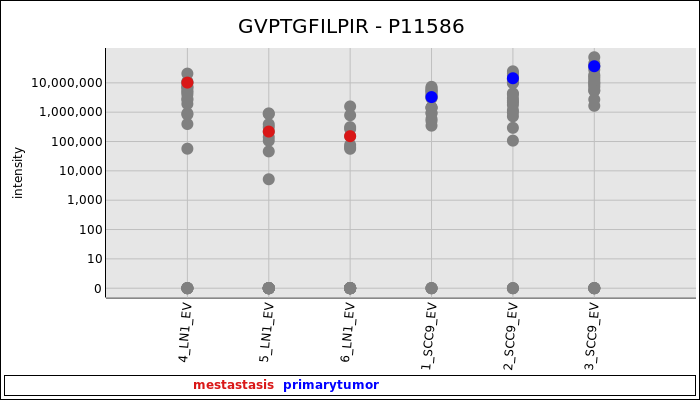 GVPTGFILPIR - P11586
intensity
10,000,000
1,000,000
100,000
10,000
1,000
100
10
0
4_LN1_EV
5_LN1_EV
6_LN1_EV
1_SCC9_EV
2_SCC9_EV
3_SCC9_EV
mestastasis primarytumor